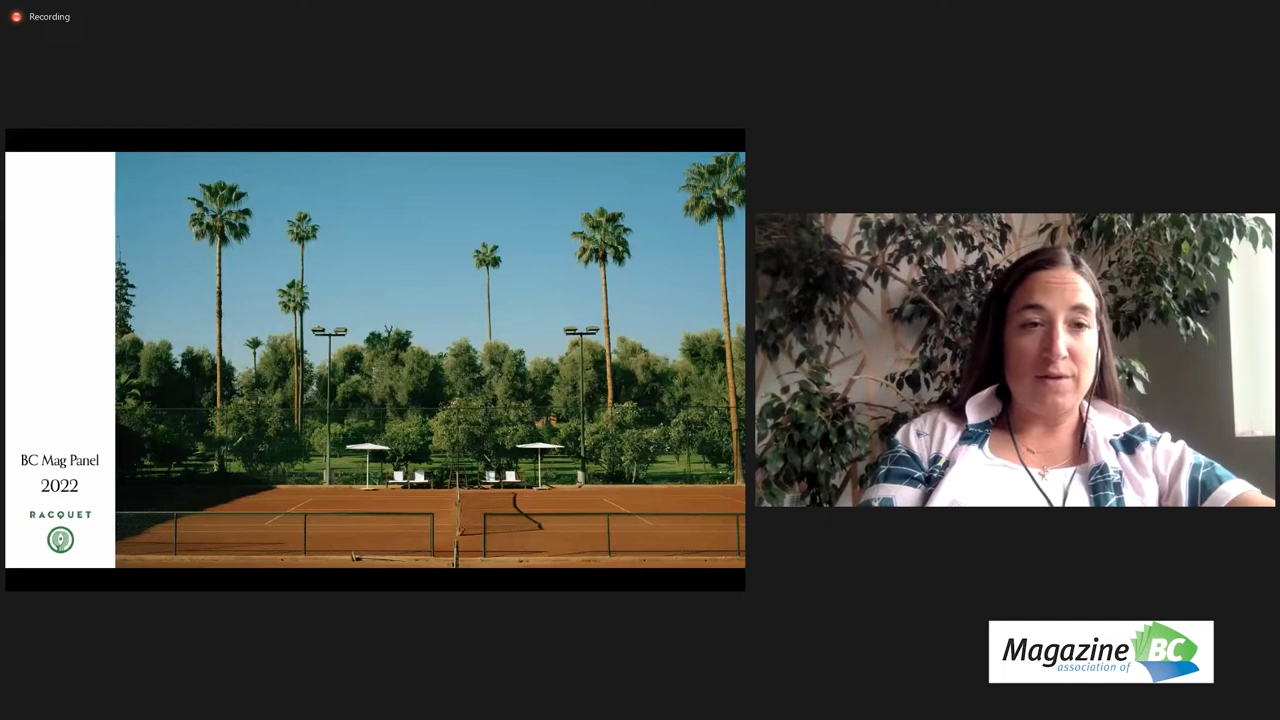 Recording
BC Mag Panel
2022
RACQUET
Magazine
association of
BC